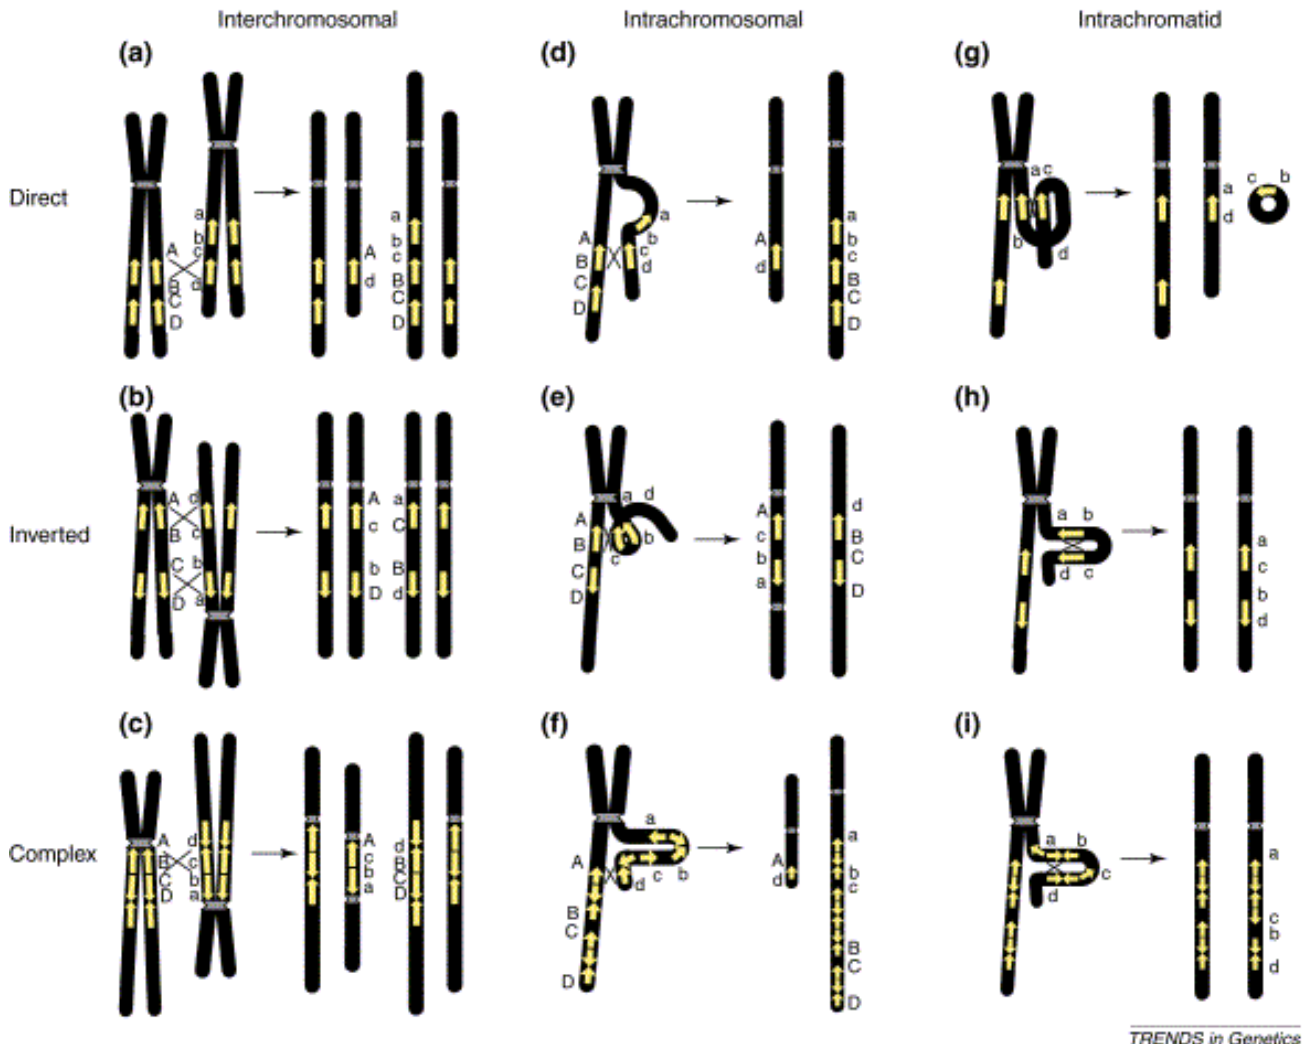 Interchromosomal
Intrachromosomal
Intrachromatid
Direct
(a)
a
b
A
c
B
d
C
D
A
d
a
b
c
B
C
D
(d)
A
B
C
D
a
b
c
d
A
d
a
b
c
B
C
D
(g)
a c
b
d
a
d
c b
Inverted
(b)
A d
B c
C b
D a
A
c
b
D
a
C
B
d
(e)
A
B
C
D
a d
b
c
A
c
b
a
d
B
C
D
(h)
a b
d c
a
c
b
d
Complex
(c)
A d
B c
C b
D a
A
c
b
a
d
B
C
D
(f)
A
B
C
D
a
d c b
A
d
a
b
c
B
C
D
(i)
a b
c
d
a
c
b
d
TRENDS in Genetics